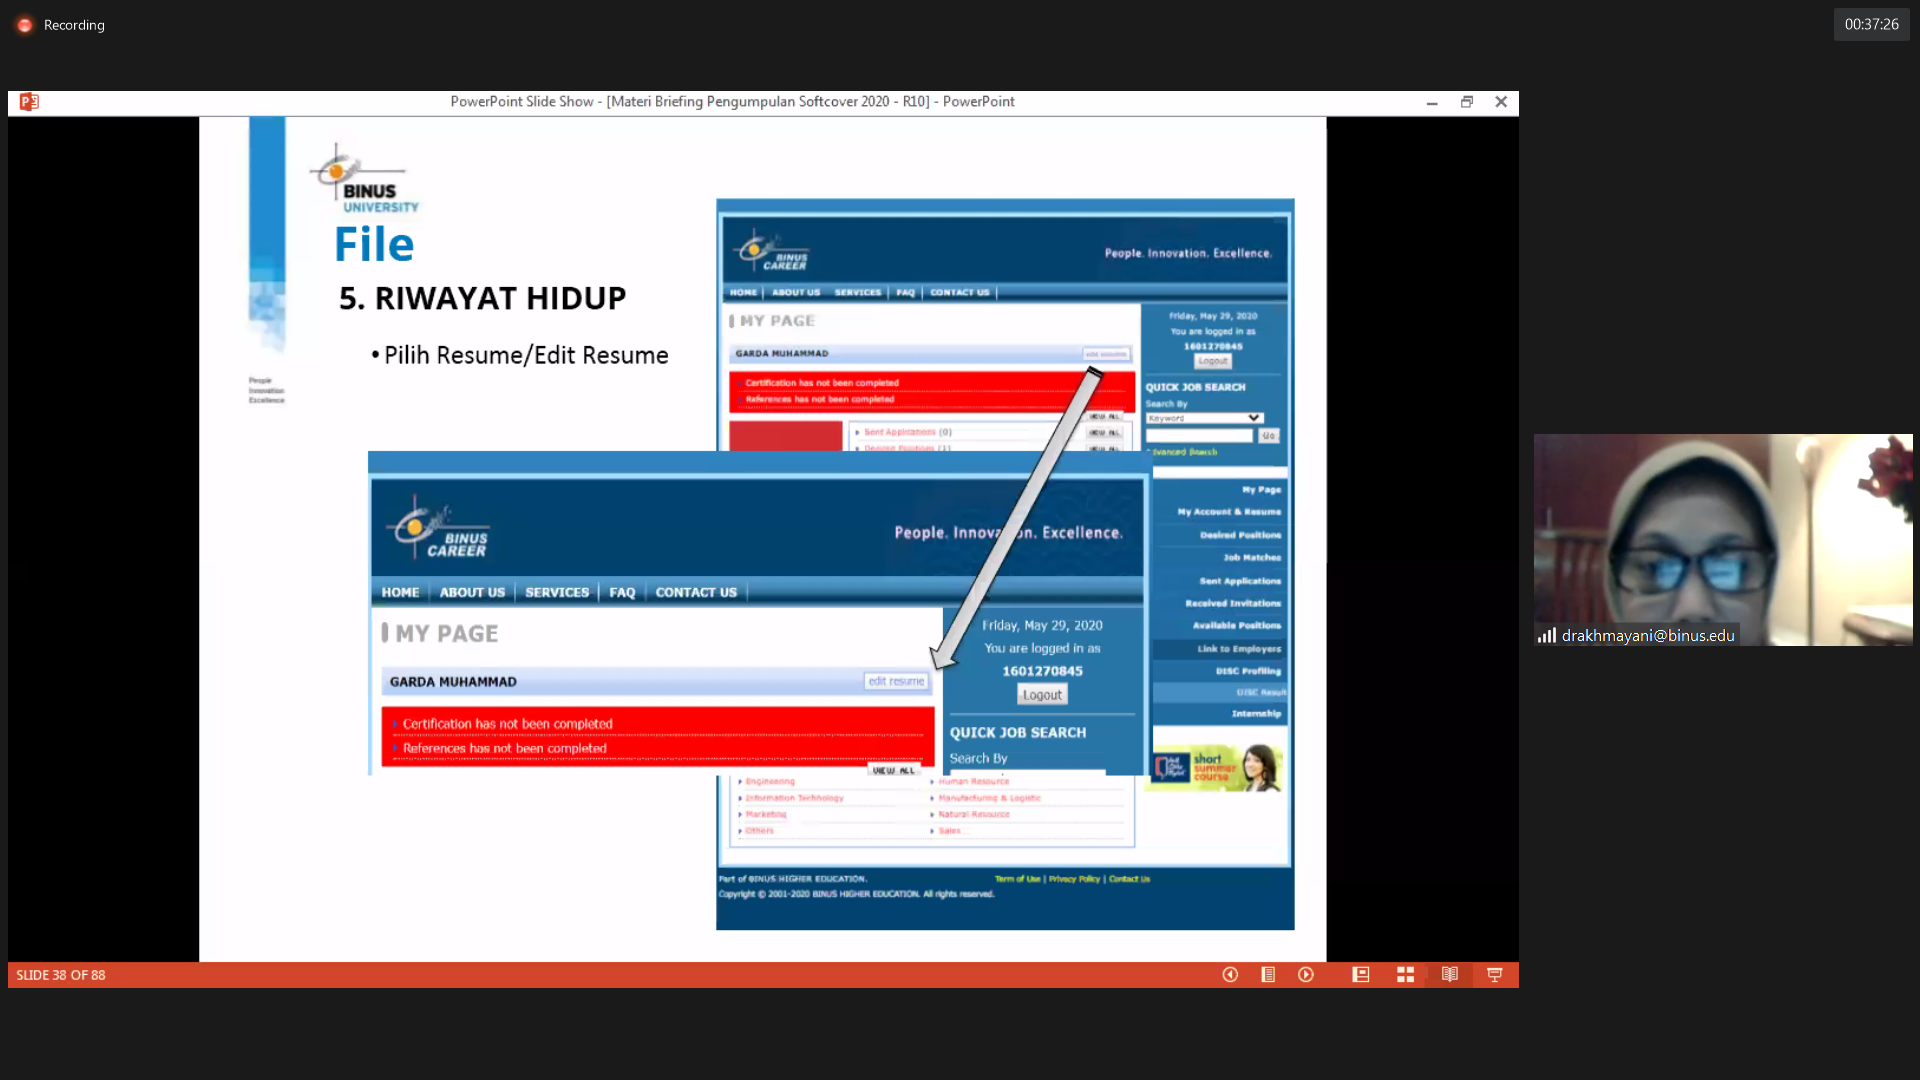 Recording
00:37:26
PowerPoint Slide Show - [Materi Briefing Pengumpulan Softcover 2020 - R10] - PowerPoint
BINUS
UNIVERSITY
File
5. RIWAYAT HIDUP
• Pilih Resume/Edit Resume
People
Innovation
Excellence
BINUS
CAREER
People. Innovation. Excellence.
HOME ABOUT US SERVICES FAQ CONTACT US
MY PAGE
GARDA MUHAMMAD
edit resume
Certification has not been completed
References has not been completed
VIEW ALL
Sent Applications (0)
VIEW ALL
Desired Positions (1)
VIEW ALL
Friday, May 29, 2020
You are logged in as
1601270845
Logout
QUICK JOB SEARCH
Search By
Keyword
Go
Advanced Search
My Page
My Account & Resume
Desired Positions
Job Matches
Sent Applications
Received Invitations
Available Positions
Link to Employers
DISC Profiling
DISC Result
Internship
short
summer
course
BINUS
CAREER
People. Innovation. Excellence.
HOME ABOUT US SERVICES FAQ CONTACT US
MY PAGE
GARDA MUHAMMAD
edit resume
Certification has not been completed
References has not been completed
VIEW ALL
Friday, May 29, 2020
You are logged in as
1601270845
Logout
QUICK JOB SEARCH
Search By
Engineering
Human Resource
Information Technology
Manufacturing & Logistic
Marketing
Natural Resource
Others
Sales
Part of BINUS HIGHER EDUCATION.
Term of Use | Privacy Policy | Contact Us
Copyright © 2001-2020 BINUS HIGHER EDUCATION. All rights reserved.
drakhmayani@binus.edu
SLIDE 38 OF 88